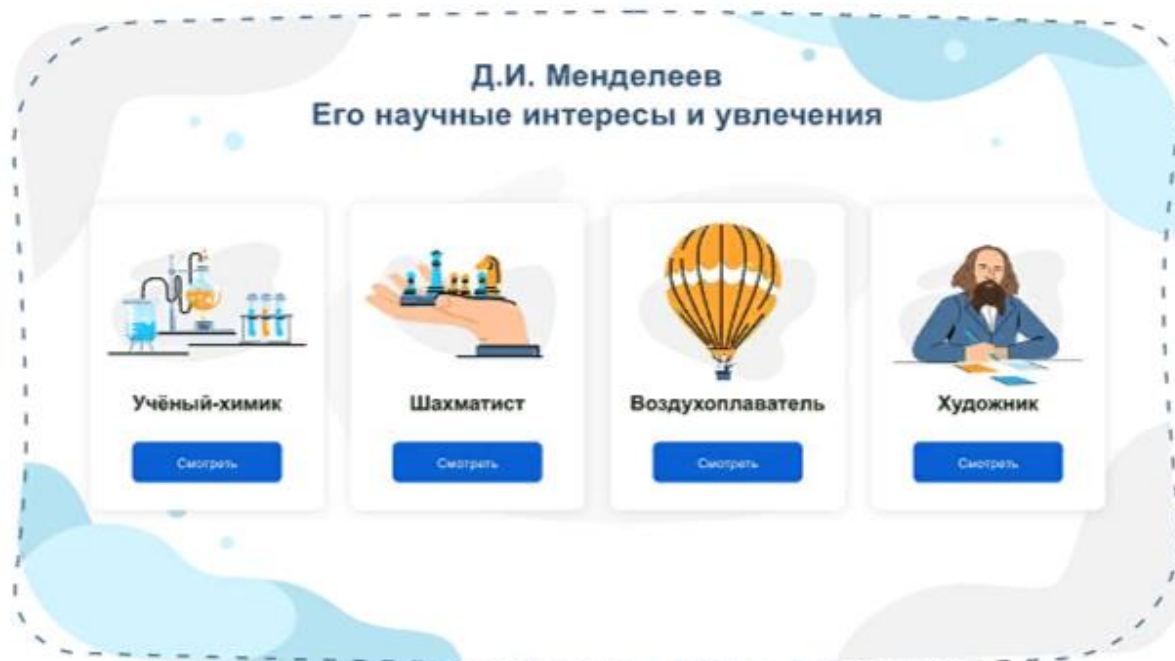 Д.И. Менделеев
Его научные интересы и увлечения
Учёный-химик
Шахматист
Воздухоплаватель
Художник
Смотреть
Смотреть
Смотреть
Смотреть